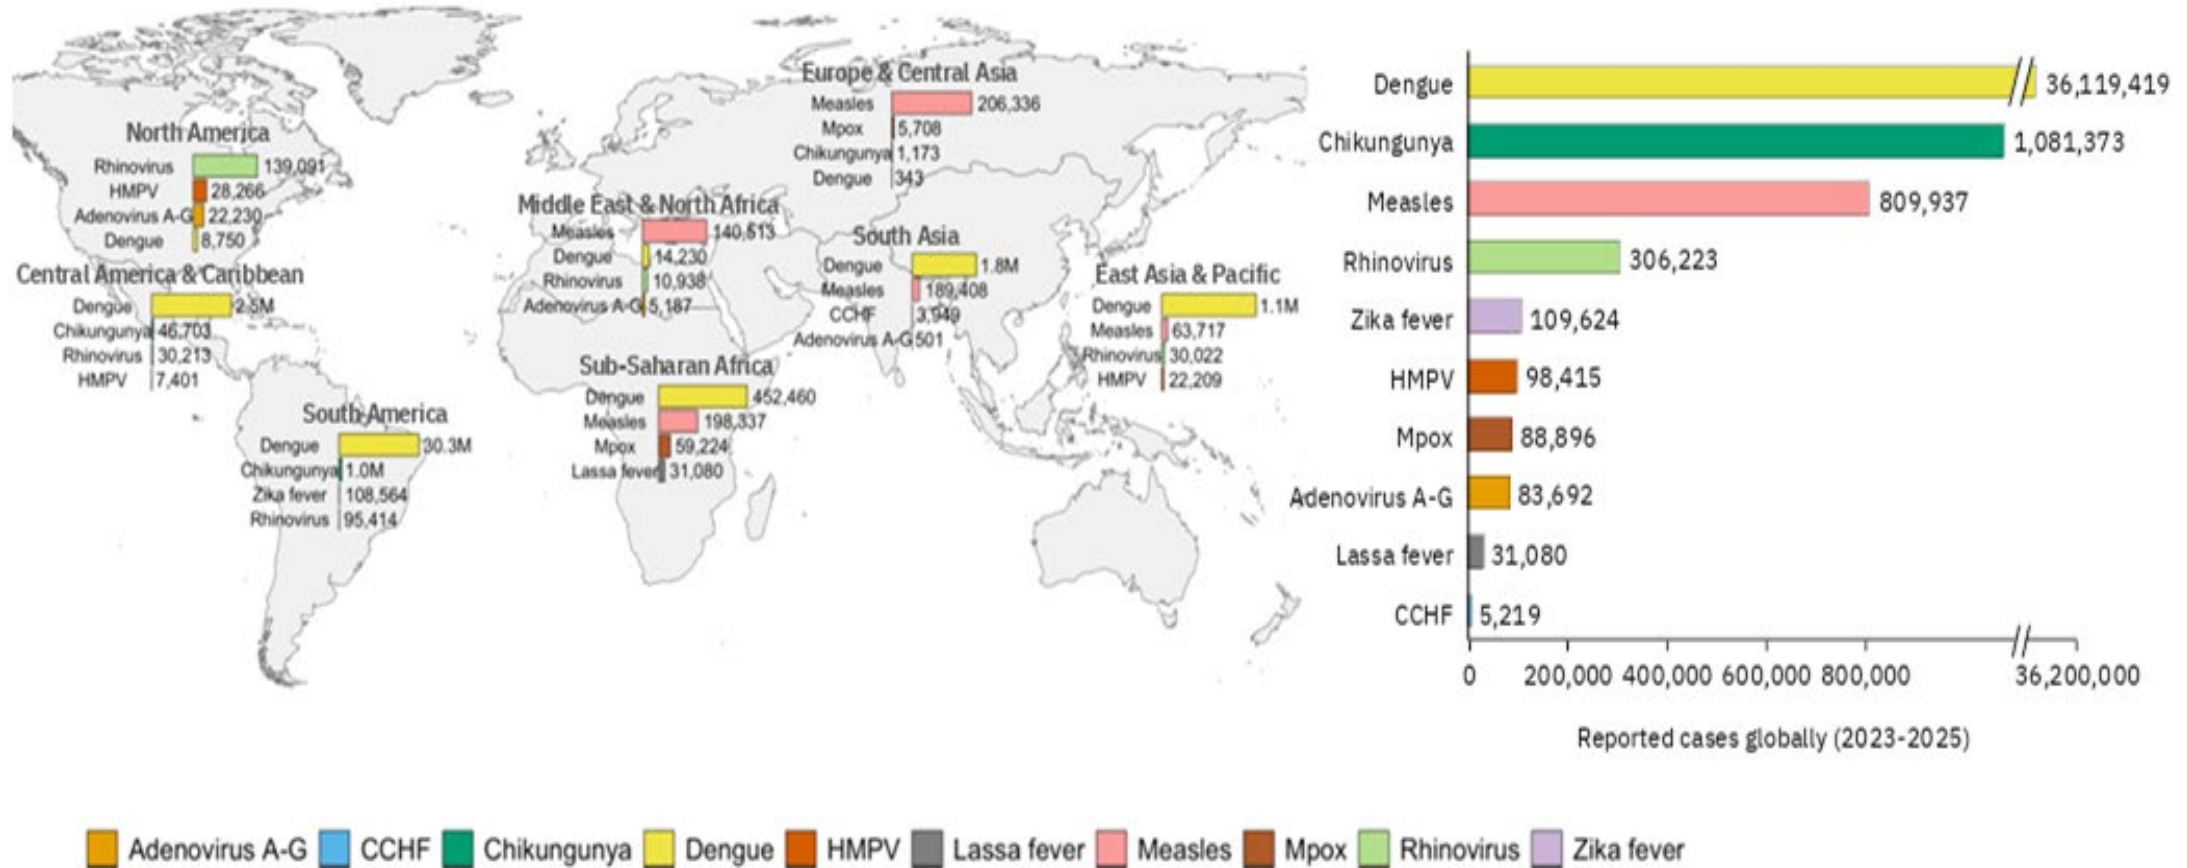 North America
Rhinovirus 139,091
HMPV 28,266
Adenovirus A-G 22,230
Dengue 8,750
Central America & Caribbean
Dengue 2.5M
Chikungunya 46,703
Rhinovirus 30,213
HMPV 7,401
South America
Dengue 30.3M
Chikungunya 1.0M
Zika fever 108,564
Rhinovirus 95,414
Europe & Central Asia
Measles 206,336
Mpox 5,708
Chikungunya 1,173
Dengue 343
Middle East & North Africa
Measles 140,513
Dengue 14,230
Rhinovirus 10,938
Adenovirus A-G 5,187
Sub-Saharan Africa
Dengue 452,460
Measles 198,337
Mpox 59,224
Lassa fever 31,080
South Asia
Dengue 1.8M
Measles 189,408
CCHF 3,949
Adenovirus A-G 501
East Asia & Pacific
Dengue 1.1M
Measles 63,717
Rhinovirus 30,022
HMPV 22,209
Dengue 36,119,419
Chikungunya 1,081,373
Measles 809,937
Rhinovirus 306,223
Zika fever 109,624
HMPV 98,415
Mpox 88,896
Adenovirus A-G 83,692
Lassa fever 31,080
CCHF 5,219
0 200,000 400,000 600,000 800,000 36,200,000
Reported cases globally (2023-2025)
Adenovirus A-G CCHF Chikungunya Dengue HMPV Lassa fever Measles Mpox Rhinovirus Zika fever